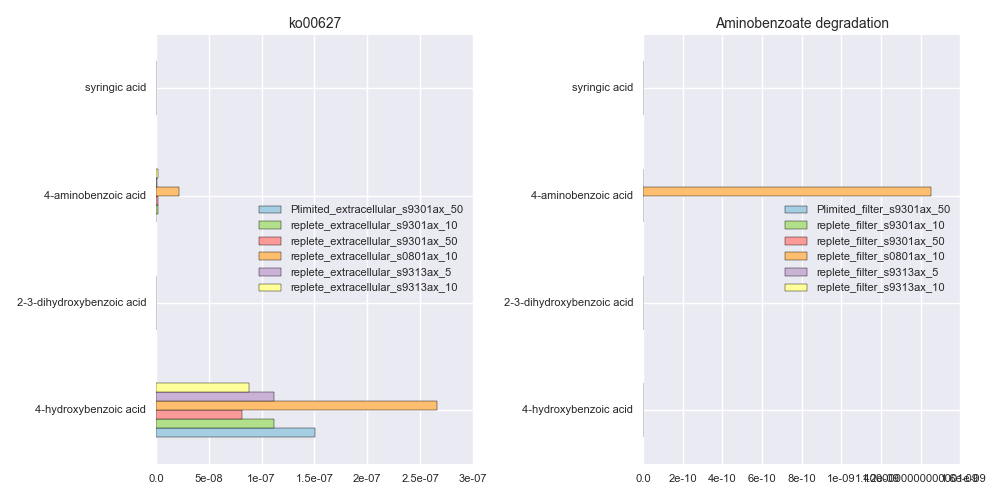 ko00627
syringic acid
4-aminobenzoic acid
2-3-dihydroxybenzoic acid
4-hydroxybenzoic acid
Plimited_extracellular_s9301ax_50
replete_extracellular_s9301ax_10
replete_extracellular_s9301ax_50
replete_extracellular_s0801ax_10
replete_extracellular_s9313ax_5
replete_extracellular_s9313ax_10
0.0 5e-08 1e-07 1.5e-07 2e-07 2.5e-07 3e-07
Aminobenzoate degradation
syringic acid
4-aminobenzoic acid
2-3-dihydroxybenzoic acid
4-hydroxybenzoic acid
Plimited_filter_s9301ax_50
replete_filter_s9301ax_10
replete_filter_s9301ax_50
replete_filter_s0801ax_10
replete_filter_s9313ax_5
replete_filter_s9313ax_10
0.0 2e-10 4e-10 6e-10 8e-10 1e-09